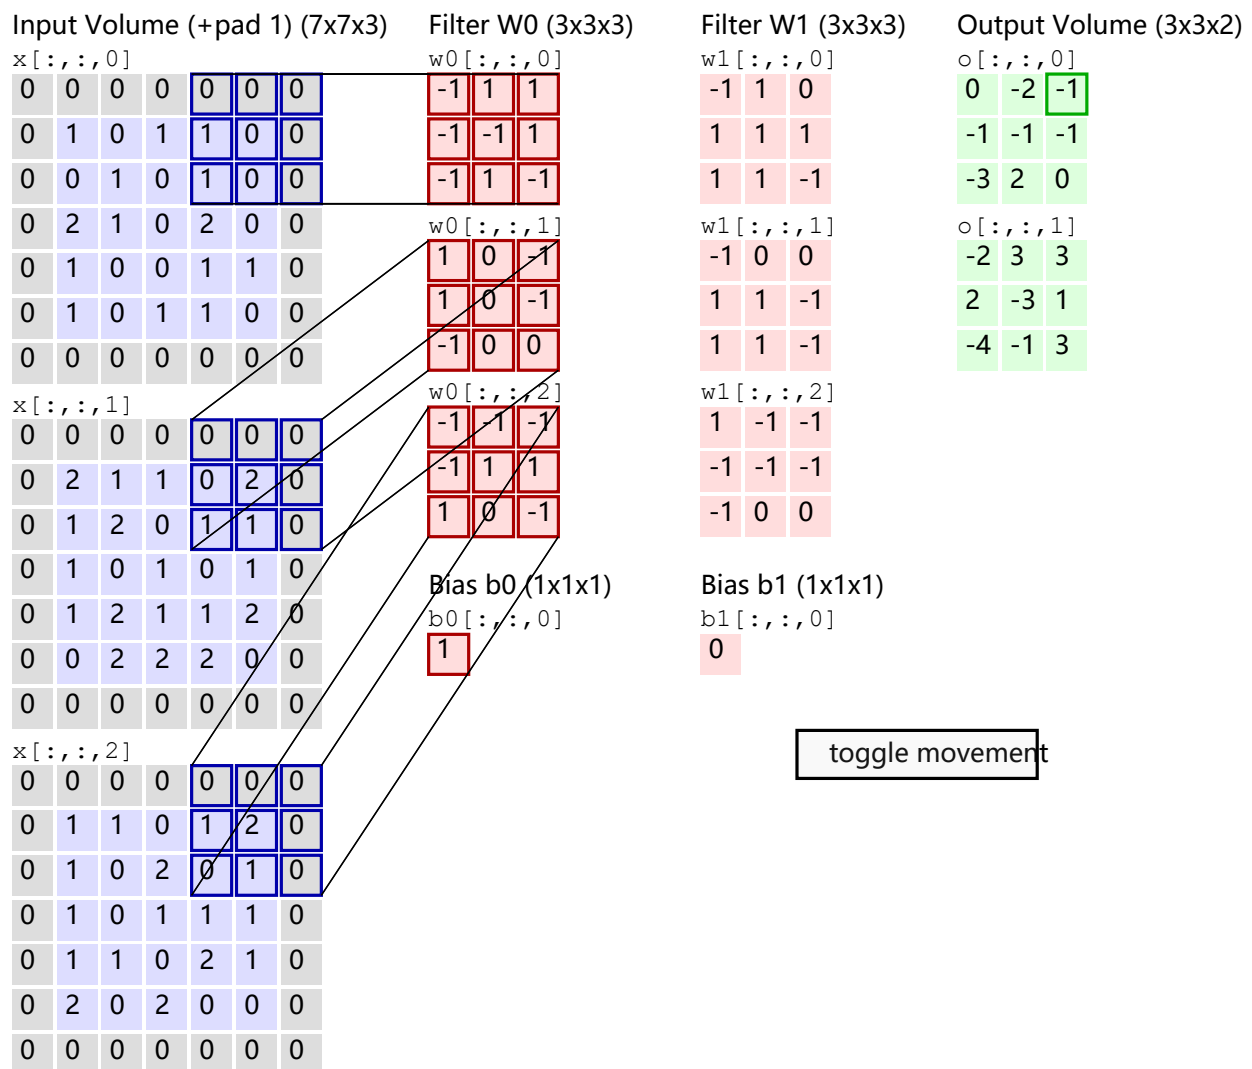 Input Volume (+pad 1) (7x7x3)
x[:,:,0]
0 0 0 0 0 0 0
0 1 0 1 1 0 0
0 0 1 0 1 0 0
0 2 1 0 2 0 0
0 1 0 0 1 1 0
0 1 0 1 1 0 0
0 0 0 0 0 0 0
x[:,:,1]
0 0 0 0 0 0 0
0 2 1 1 0 2 0
0 1 2 0 1 1 0
0 1 0 1 0 1 0
0 1 2 1 1 2 0
0 0 2 2 2 0 0
0 0 0 0 0 0 0
x[:,:,2]
0 0 0 0 0 0 0
0 1 1 0 1 2 0
0 1 0 2 0 1 0
0 1 0 1 1 1 0
0 1 1 0 2 1 0
0 2 0 2 0 0 0
0 0 0 0 0 0 0
Filter W0 (3x3x3)
w0[:,:,0]
-1 1 1
-1 -1 1
-1 1 -1
w0[:,:,1]
1 0 -1
1 0 -1
-1 0 0
w0[:,:,2]
-1 -1 -1
-1 1 1
1 0 -1
Bias b0 (1x1x1)
b0[:,:,0]
1
Filter W1 (3x3x3)
w1[:,:,0]
-1 1 0
1 1 1
1 1 -1
w1[:,:,1]
-1 0 0
1 1 -1
1 1 -1
w1[:,:,2]
1 -1 -1
-1 -1 -1
-1 0 0
Bias b1 (1x1x1)
b1[:,:,0]
0
Output Volume (3x3x2)
o[:,:,0]
0 -2 -1
-1 -1 -1
-3 2 0
o[:,:,1]
-2 3 3
2 -3 1
-4 -1 3
toggle movement